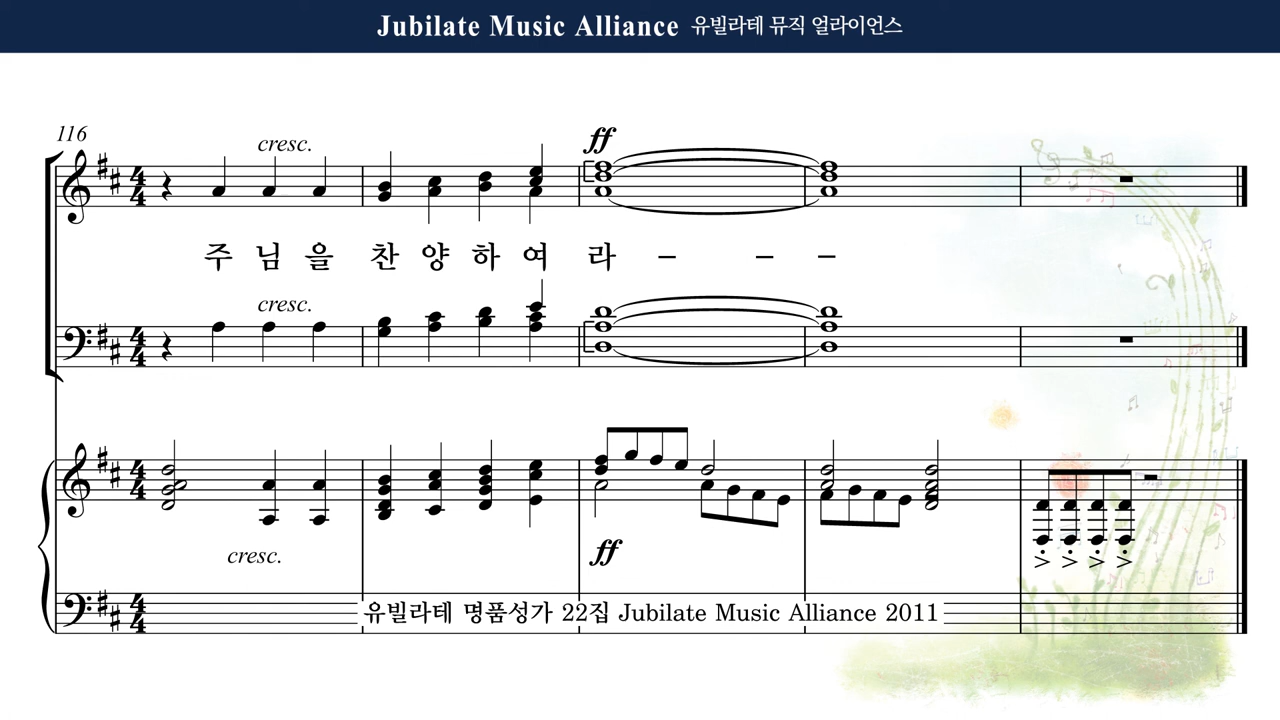 Jubilate Music Alliance 유빌라테 뮤직 얼라이언스
116
cresc.
ff
주 님 을 찬 양 하 여 라 – – –
cresc.
cresc.
ff
유빌라테 명품성가 22집 Jubilate Music Alliance 2011